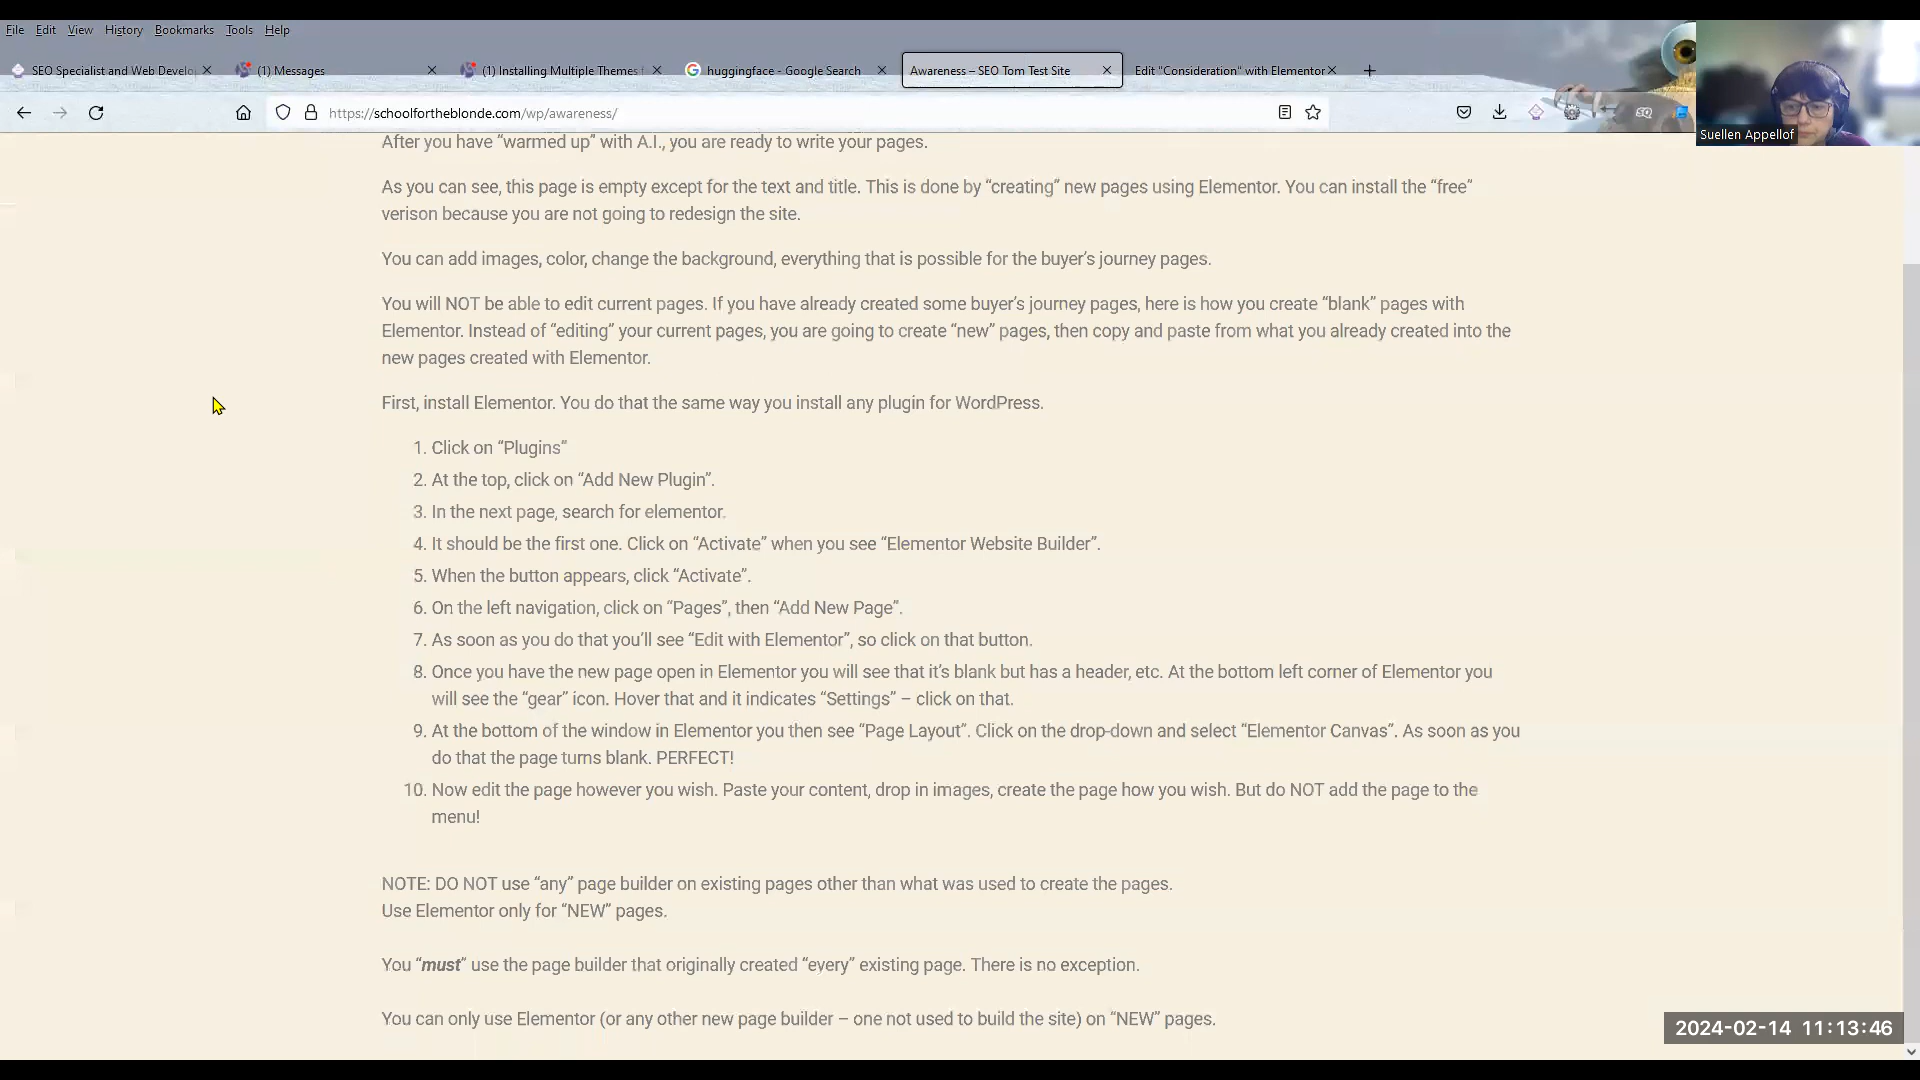 File Edit View History Bookmarks Tools Help
SEO Specialist and Web Develo
(1) Messages
(1) Installing Multiple Themes
huggingface - Google Search
Awareness – SEO Tom Test Site
Edit "Consideration" with Elementor
https://schoolfortheblonde.com/wp/awareness/
Suellen Appellof
After you have “warmed up” with A.I., you are ready to write your pages.
As you can see, this page is empty except for the text and title. This is done by “creating” new pages using Elementor. You can install the “free”
verison because you are not going to redesign the site.
You can add images, color, change the background, everything that is possible for the buyer’s journey pages.
You will NOT be able to edit current pages. If you have already created some buyer’s journey pages, here is how you create “blank” pages with
Elementor. Instead of “editing” your current pages, you are going to create “new” pages, then copy and paste from what you already created into the
new pages created with Elementor.
First, install Elementor. You do that the same way you install any plugin for WordPress.
1. Click on “Plugins“
2. At the top, click on “Add New Plugin”.
3. In the next page, search for elementor.
4. It should be the first one. Click on “Activate” when you see “Elementor Website Builder”.
5. When the button appears, click “Activate”.
6. On the left navigation, click on “Pages”, then “Add New Page”.
7. As soon as you do that you’ll see “Edit with Elementor”, so click on that button.
8. Once you have the new page open in Elementor you will see that it’s blank but has a header, etc. At the bottom left corner of Elementor you
will see the “gear” icon. Hover that and it indicates “Settings” – click on that.
9. At the bottom of the window in Elementor you then see “Page Layout”. Click on the drop-down and select “Elementor Canvas”. As soon as you
do that the page turns blank. PERFECT!
10. Now edit the page however you wish. Paste your content, drop in images, create the page how you wish. But do NOT add the page to the
menu!
NOTE: DO NOT use “any” page builder on existing pages other than what was used to create the pages.
Use Elementor only for “NEW” pages.
You “must” use the page builder that originally created “every” existing page. There is no exception.
You can only use Elementor (or any other new page builder – one not used to build the site) on “NEW” pages.
2024-02-14 11:13:46